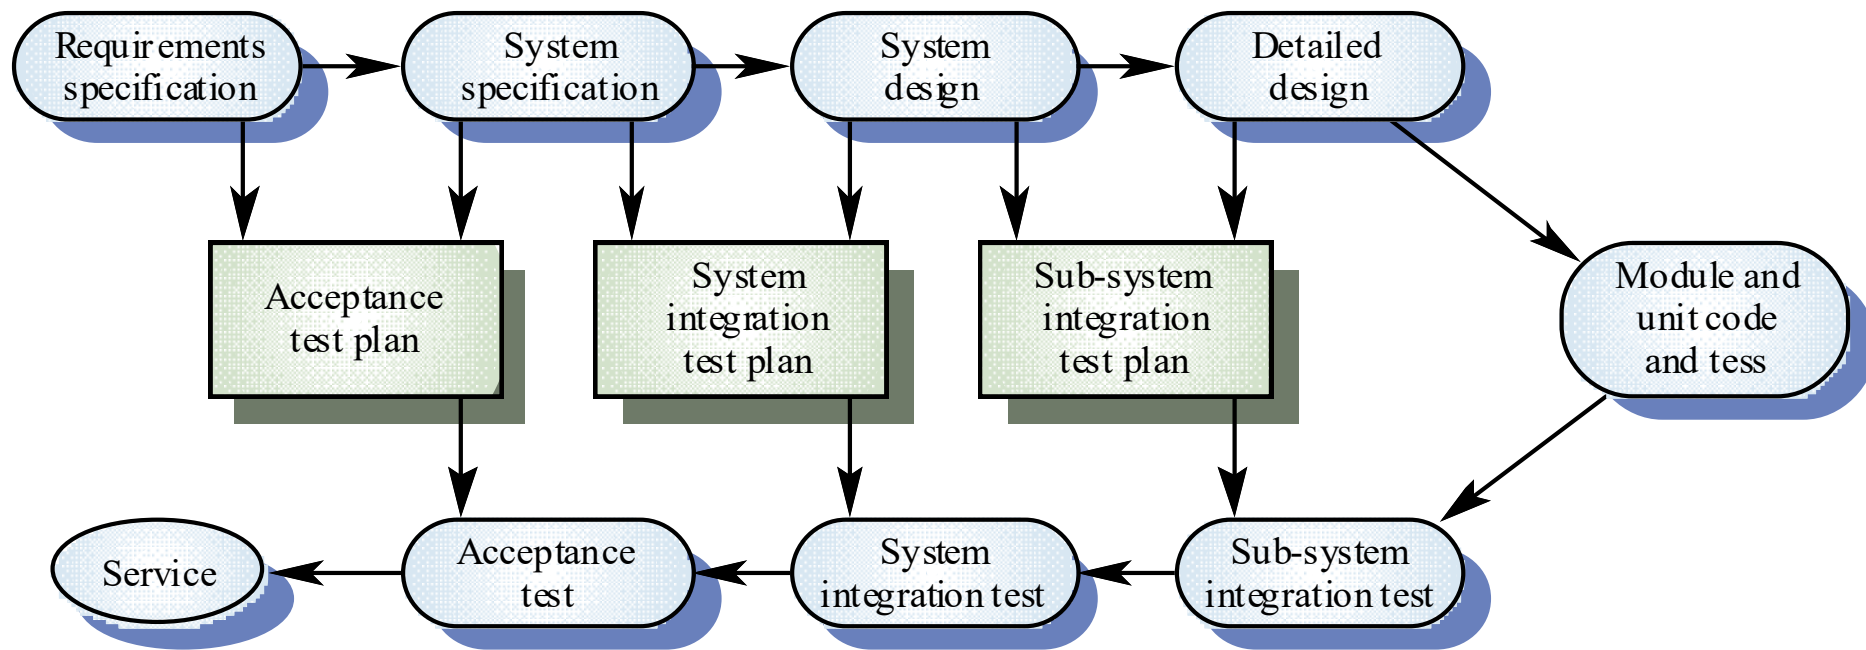 Requirements
specification
System
specification
System
design
Detailed
design
Acceptance
test plan
System
integration
test plan
Sub-system
integration
test plan
Module and
unit code
and tess
Service
Acceptance
test
System
integration test
Sub-system
integration test